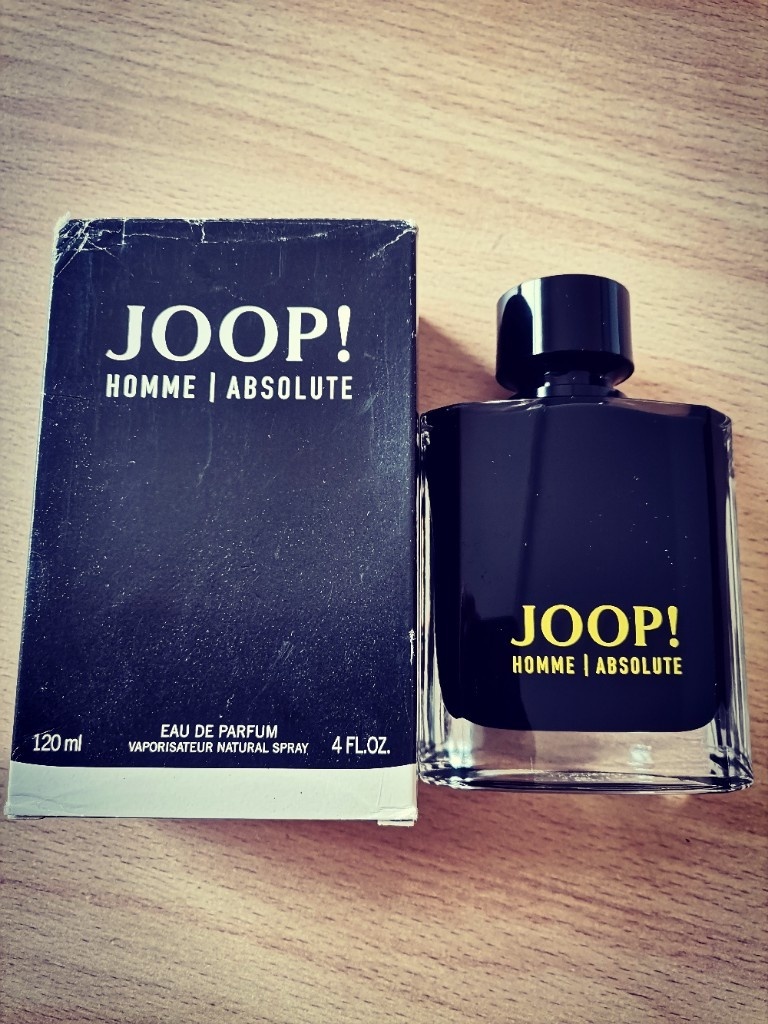 JOOP!
HOMME | ABSOLUTE
120 ml
EAU DE PARFUM
VAPORISATEUR NATURAL SPRAY
4 FL.OZ.
JOOP!
HOMME | ABSOLUTE